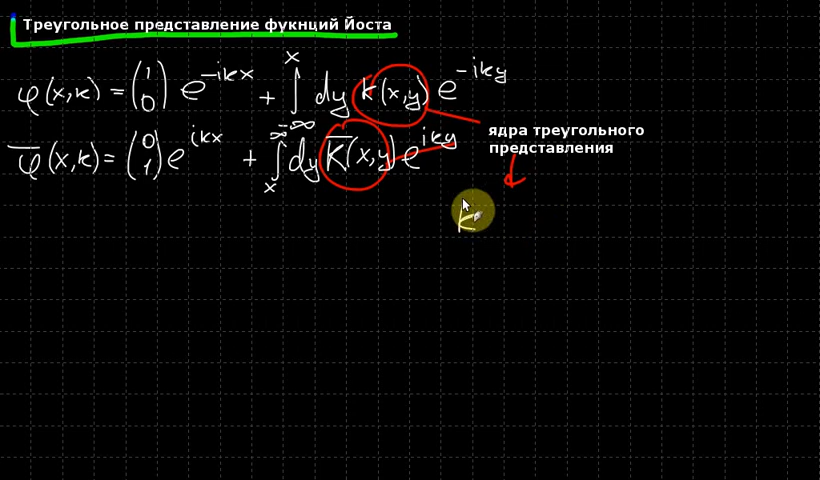 Треугольное представление фукнций Йоста
φ(x,k) = (1 0) e^{-ikx} + ∫_{-∞}^{x} dy K(x,y) e^{-iky}
φ̅(x,k) = (0 1) e^{ikx} + ∫_{x}^{∞} dy K̅(x,y) e^{iky}
ядра треугольного
представления
K